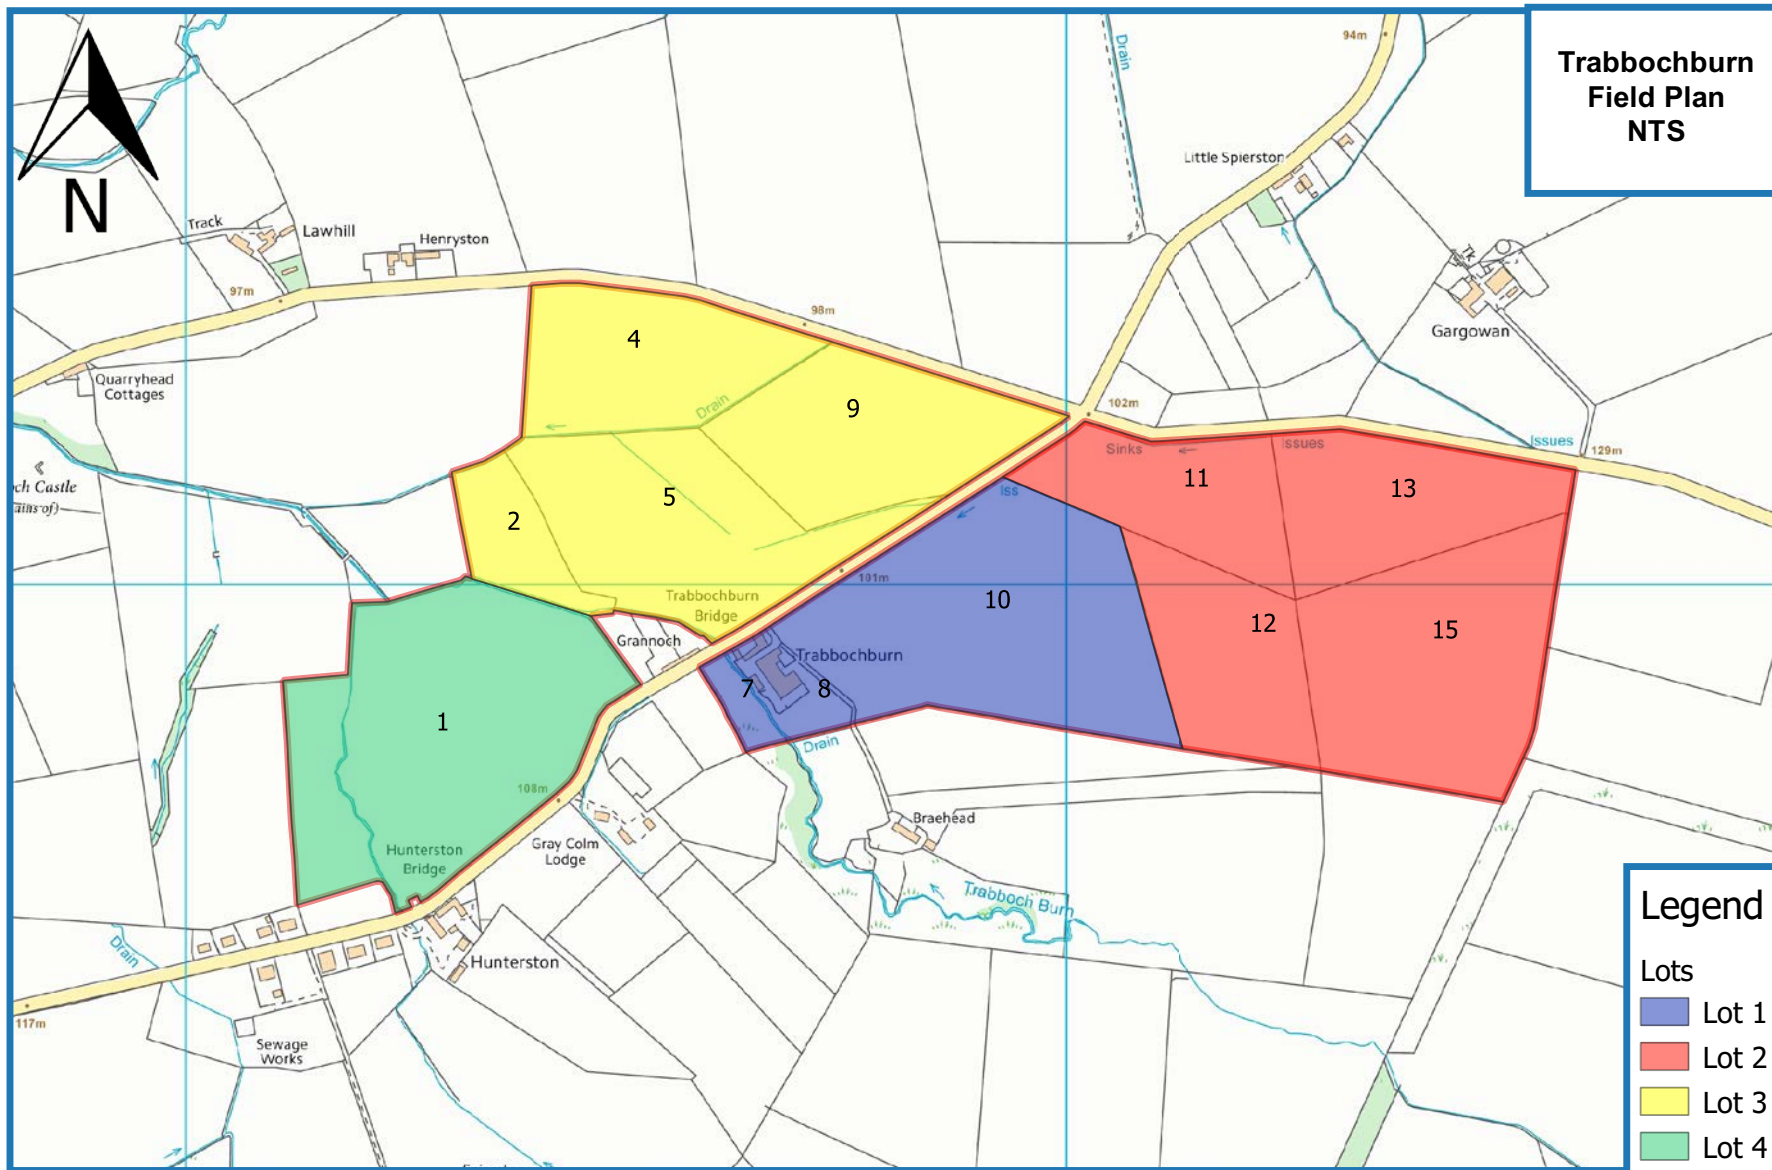 Trabbochburn
Field Plan
NTS
N
94m
Drain
Little Spierston
Track
Lawhill
Henryston
97m
98m
Tk
Gargowan
4
Quarryhead
Cottages
Drain
9
102m
Sinks
Issues
Issues
129m
ch Castle
ains of)
2
5
Iss
11
13
101m
Trabbochburn
Bridge
10
12
15
Grannoch
Trabbochburn
7
8
1
Drain
108m
Hunterston
Bridge
Gray Colm
Lodge
Braehead
Trabboch Burn
Drain
Hunterston
117m
Sewage
Works
Legend
Lots
Lot 1
Lot 2
Lot 3
Lot 4